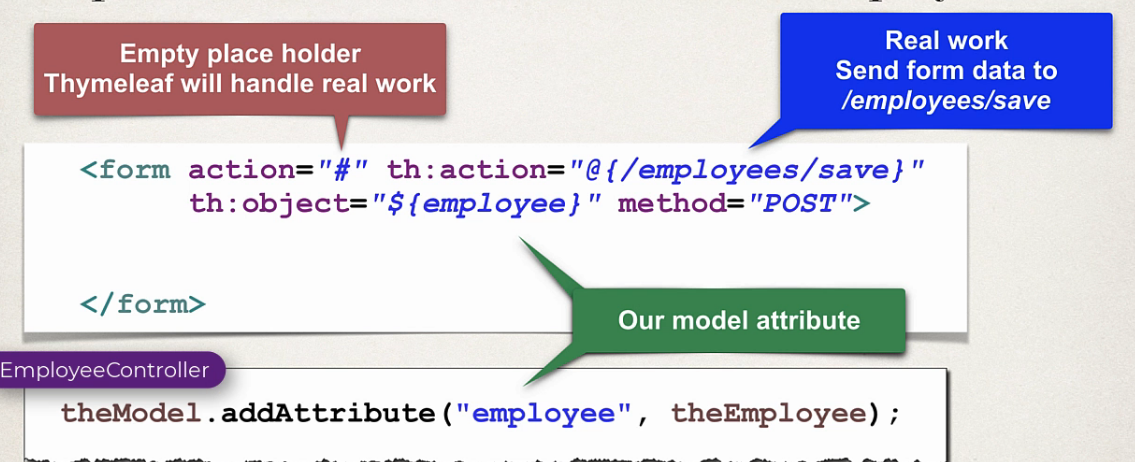 Empty place holder
Thymeleaf will handle real work
Real work
Send form data to
/employees/save
<form action="#" th:action="@{/employees/save}"
th:object="${employee}" method="POST">
</form>
Our model attribute
EmployeeController
theModel.addAttribute("employee", theEmployee);